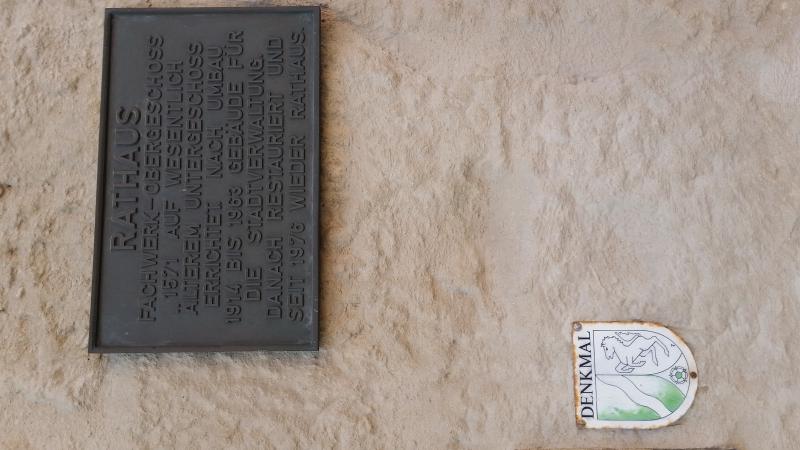 RATHAUS
FACHWERK-OBERGESCHOSS
1571 AUF WESENTLICH
ÄLTEREM UNTERGESCHOSS
ERRICHTET. NACH UMBAU
1914 BIS 1963 GEBÄUDE FÜR
DIE STADTVERWALTUNG.
DANACH RESTAURIERT UND
SEIT 1976 WIEDER RATHAUS.
DENKMAL